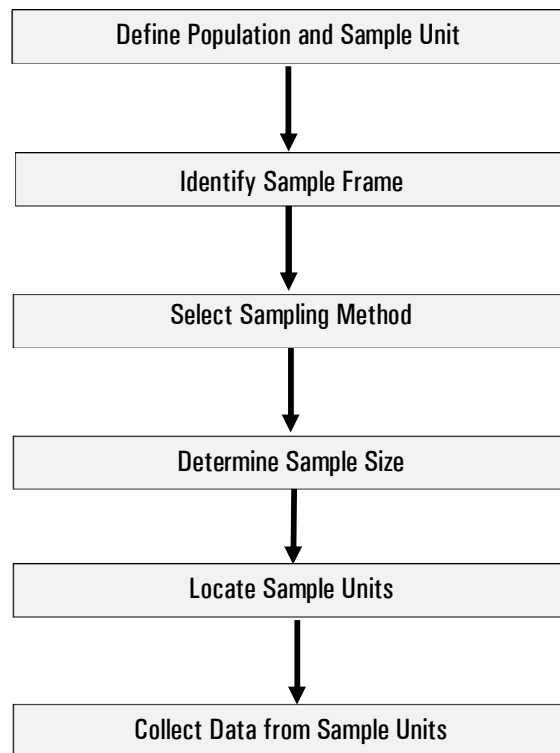 Define Population and Sample Unit
Identify Sample Frame
Select Sampling Method
Determine Sample Size
Locate Sample Units
Collect Data from Sample Units